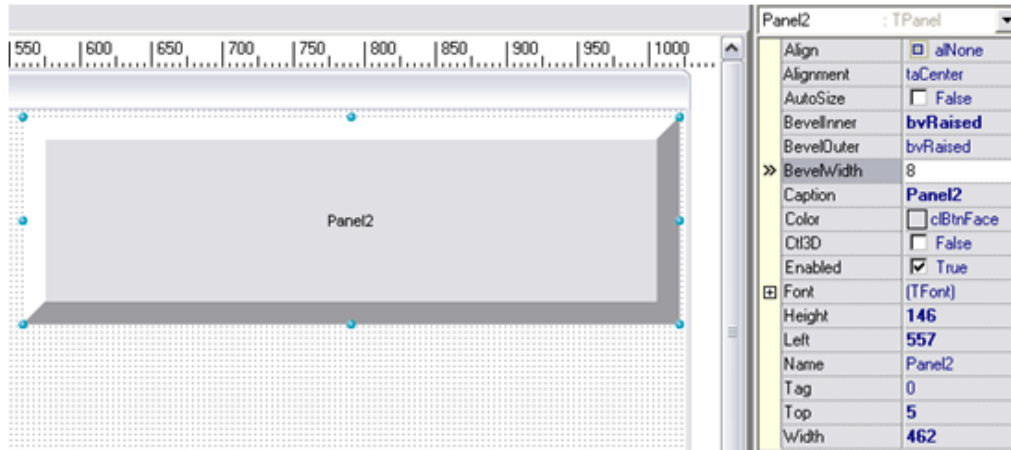 Panel2 : TPanel
550 600 650 700 750 800 850 900 950 1000
Align alNone
Alignment taCenter
AutoSize False
BevelInner bvRaised
BevelOuter bvRaised
BevelWidth 8
Caption Panel2
Color clBtnFace
Ctl3D False
Enabled True
Font (TFont)
Height 146
Left 557
Name Panel2
Tag 0
Top 5
Width 462
Panel2